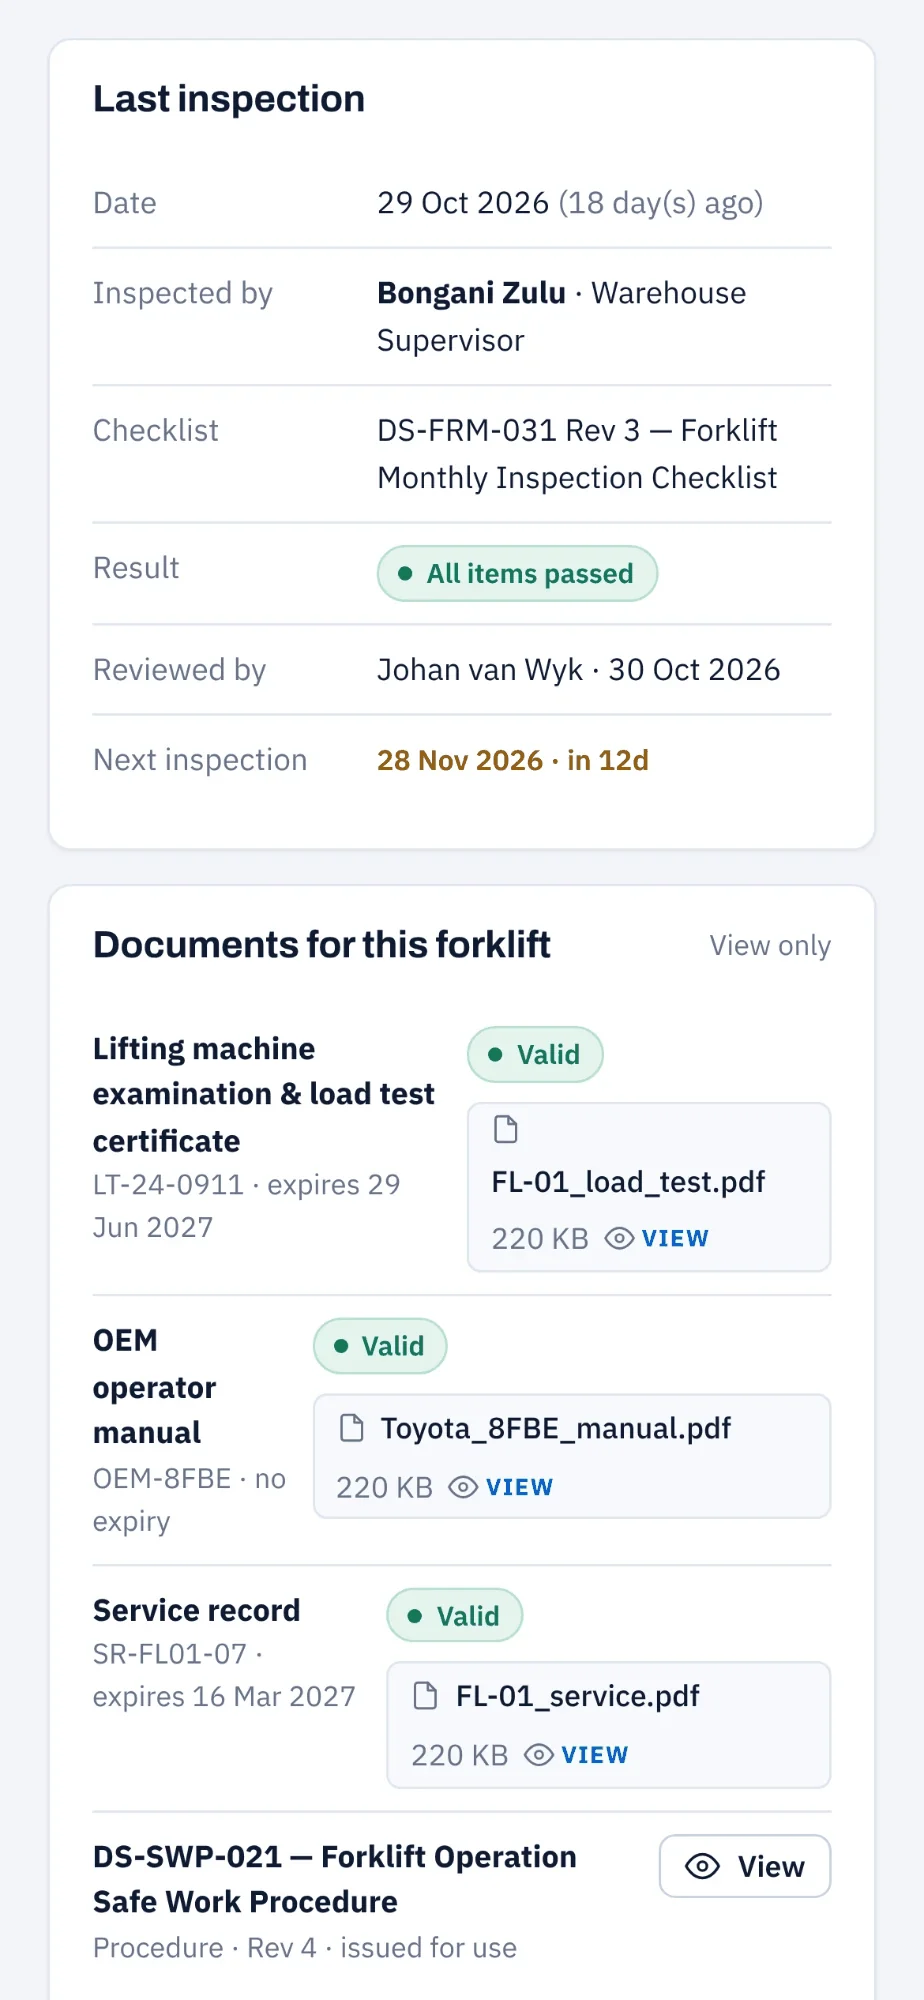 Last inspection
Date
29 Oct 2026 (18 day(s) ago)
Inspected by
Bongani Zulu · Warehouse
Supervisor
Checklist
DS-FRM-031 Rev 3 — Forklift
Monthly Inspection Checklist
Result
All items passed
Reviewed by
Johan van Wyk · 30 Oct 2026
Next inspection
28 Nov 2026 · in 12d
Documents for this forklift
View only
Lifting machine
examination & load test
certificate
LT-24-0911 · expires 29
Jun 2027
Valid
FL-01_load_test.pdf
220 KB VIEW
OEM
operator
manual
OEM-8FBE · no
expiry
Valid
Toyota_8FBE_manual.pdf
220 KB VIEW
Service record
SR-FL01-07 ·
expires 16 Mar 2027
Valid
FL-01_service.pdf
220 KB VIEW
DS-SWP-021 — Forklift Operation
Safe Work Procedure
Procedure · Rev 4 · issued for use
View